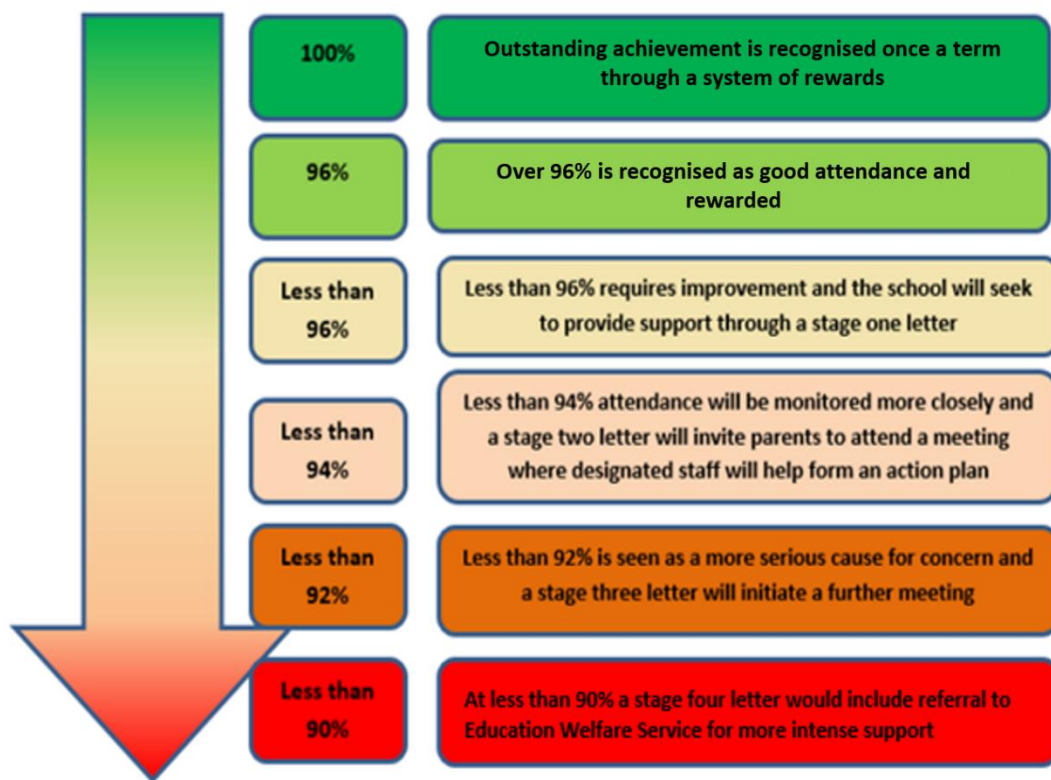 100%
Outstanding achievement is recognised once a term
through a system of rewards
96%
Over 96% is recognised as good attendance and
rewarded
Less than
96%
Less than 96% requires improvement and the school will seek
to provide support through a stage one letter
Less than
94%
Less than 94% attendance will be monitored more closely and
a stage two letter will invite parents to attend a meeting
where designated staff will help form an action plan
Less than
92%
Less than 92% is seen as a more serious cause for concern and
a stage three letter will initiate a further meeting
Less than
90%
At less than 90% a stage four letter would include referral to
Education Welfare Service for more intense support